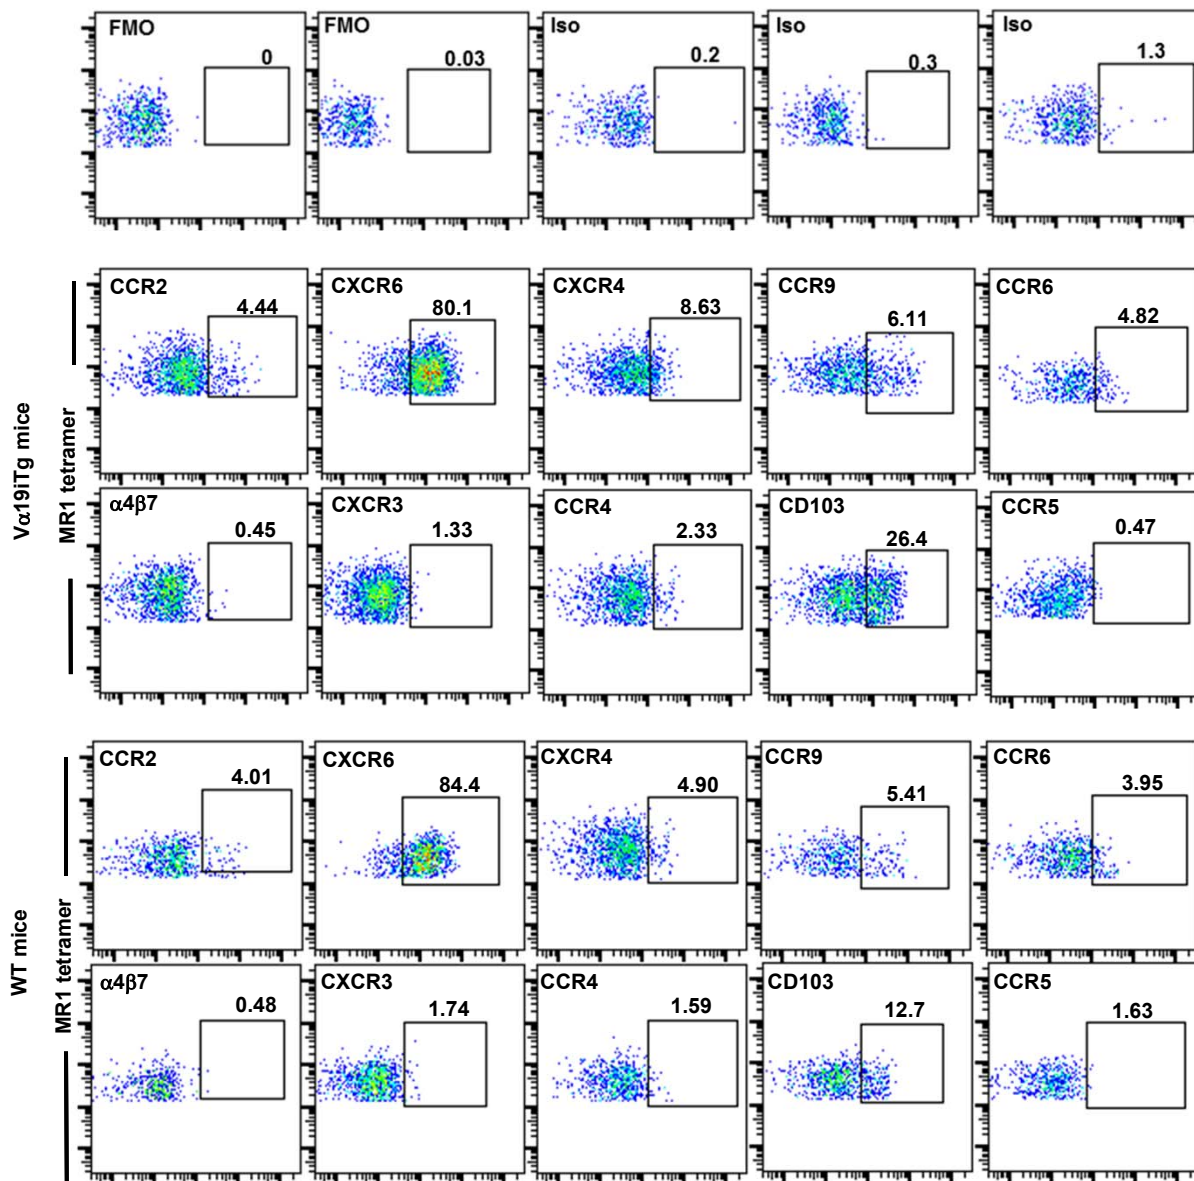 FMO
FMO
Iso
Iso
Iso
0
0.03
0.2
0.3
1.3
Vα19iTg mice
MR1 tetramer
CCR2
CXCR6
CXCR4
CCR9
CCR6
4.44
80.1
8.63
6.11
4.82
α4β7
CXCR3
CCR4
CD103
CCR5
0.45
1.33
2.33
26.4
0.47
WT mice
MR1 tetramer
CCR2
CXCR6
CXCR4
CCR9
CCR6
4.01
84.4
4.90
5.41
3.95
α4β7
CXCR3
CCR4
CD103
CCR5
0.48
1.74
1.59
12.7
1.63